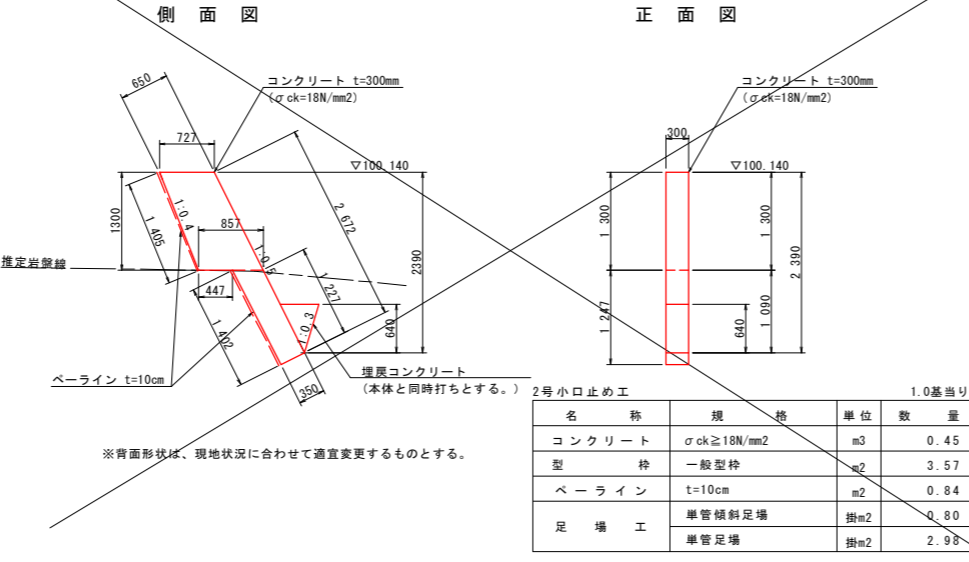 側面図
650
コンクリート t=300mm
(σck=18N/mm2)
727
▽100.140
1300
1:0.4
1 405
857
1:0.5
2 672
2390
推定岩盤線
447
1 227
1:0.3
640
1 402
ペーライン t=10cm
埋戻コンクリート
(本体と同時打ちとする。)
350
※背面形状は、現地状況に合わせて適宜変更するものとする。
正面図
コンクリート t=300mm
(σck=18N/mm2)
300
▽100.140
1 300
1 300
2 390
1 247
1 090
640
2号小口止め工 1.0基当り
名称 規格 単位 数量
コンクリート σck≧18N/mm2 m3 0.45
型枠 一般型枠 m2 3.57
ペーライン t=10cm m2 0.84
足場工 単管傾斜足場 掛m2 0.80
単管足場 掛m2 2.98